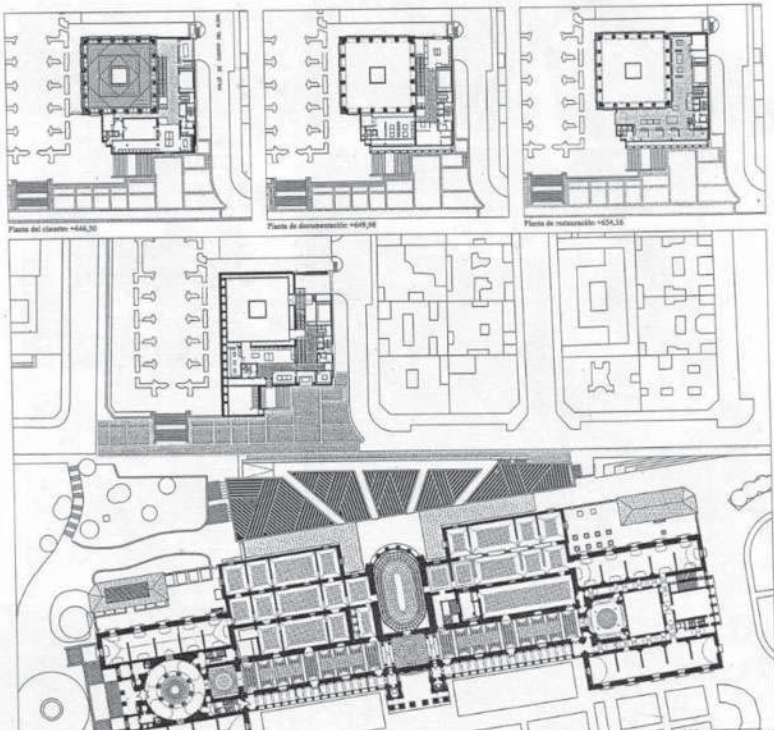 Planta del claustro +646,50
Planta de documentación +649,98
Planta de restauración +654,16